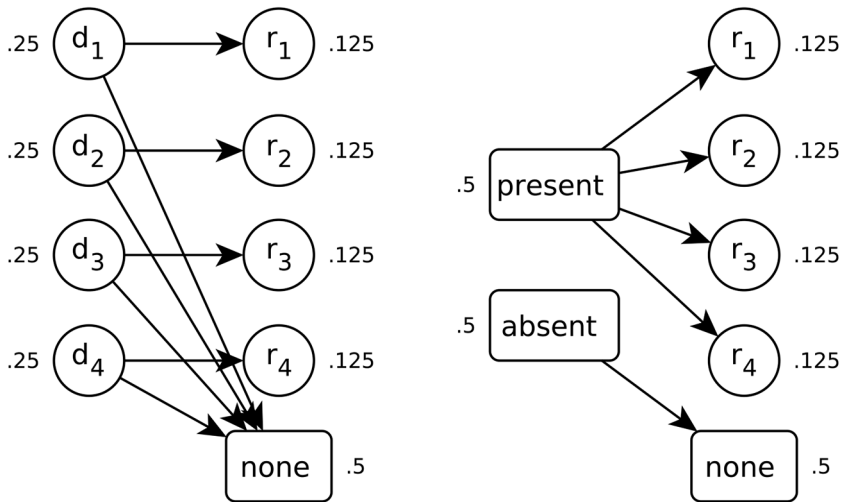 .25 d1 r1 .125
.25 d2 r2 .125
.25 d3 r3 .125
.25 d4 r4 .125
none .5
r1 .125
r2 .125
.5 present
r3 .125
.5 absent
r4 .125
none .5